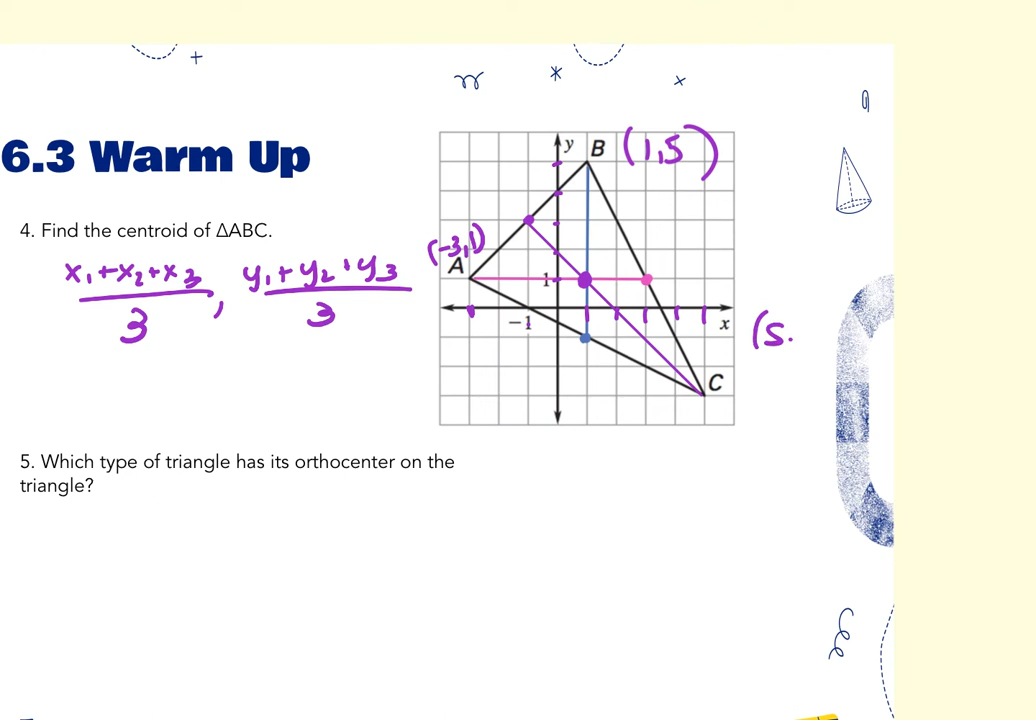 6.3 Warm Up
y
B (1,5)
4. Find the centroid of ΔABC.
x₁+x₂+x₃ / 3 , y₁+y₂+y₃ / 3
(-3,1)
A
1
-1
x
(5.
C
5. Which type of triangle has its orthocenter on the
triangle?